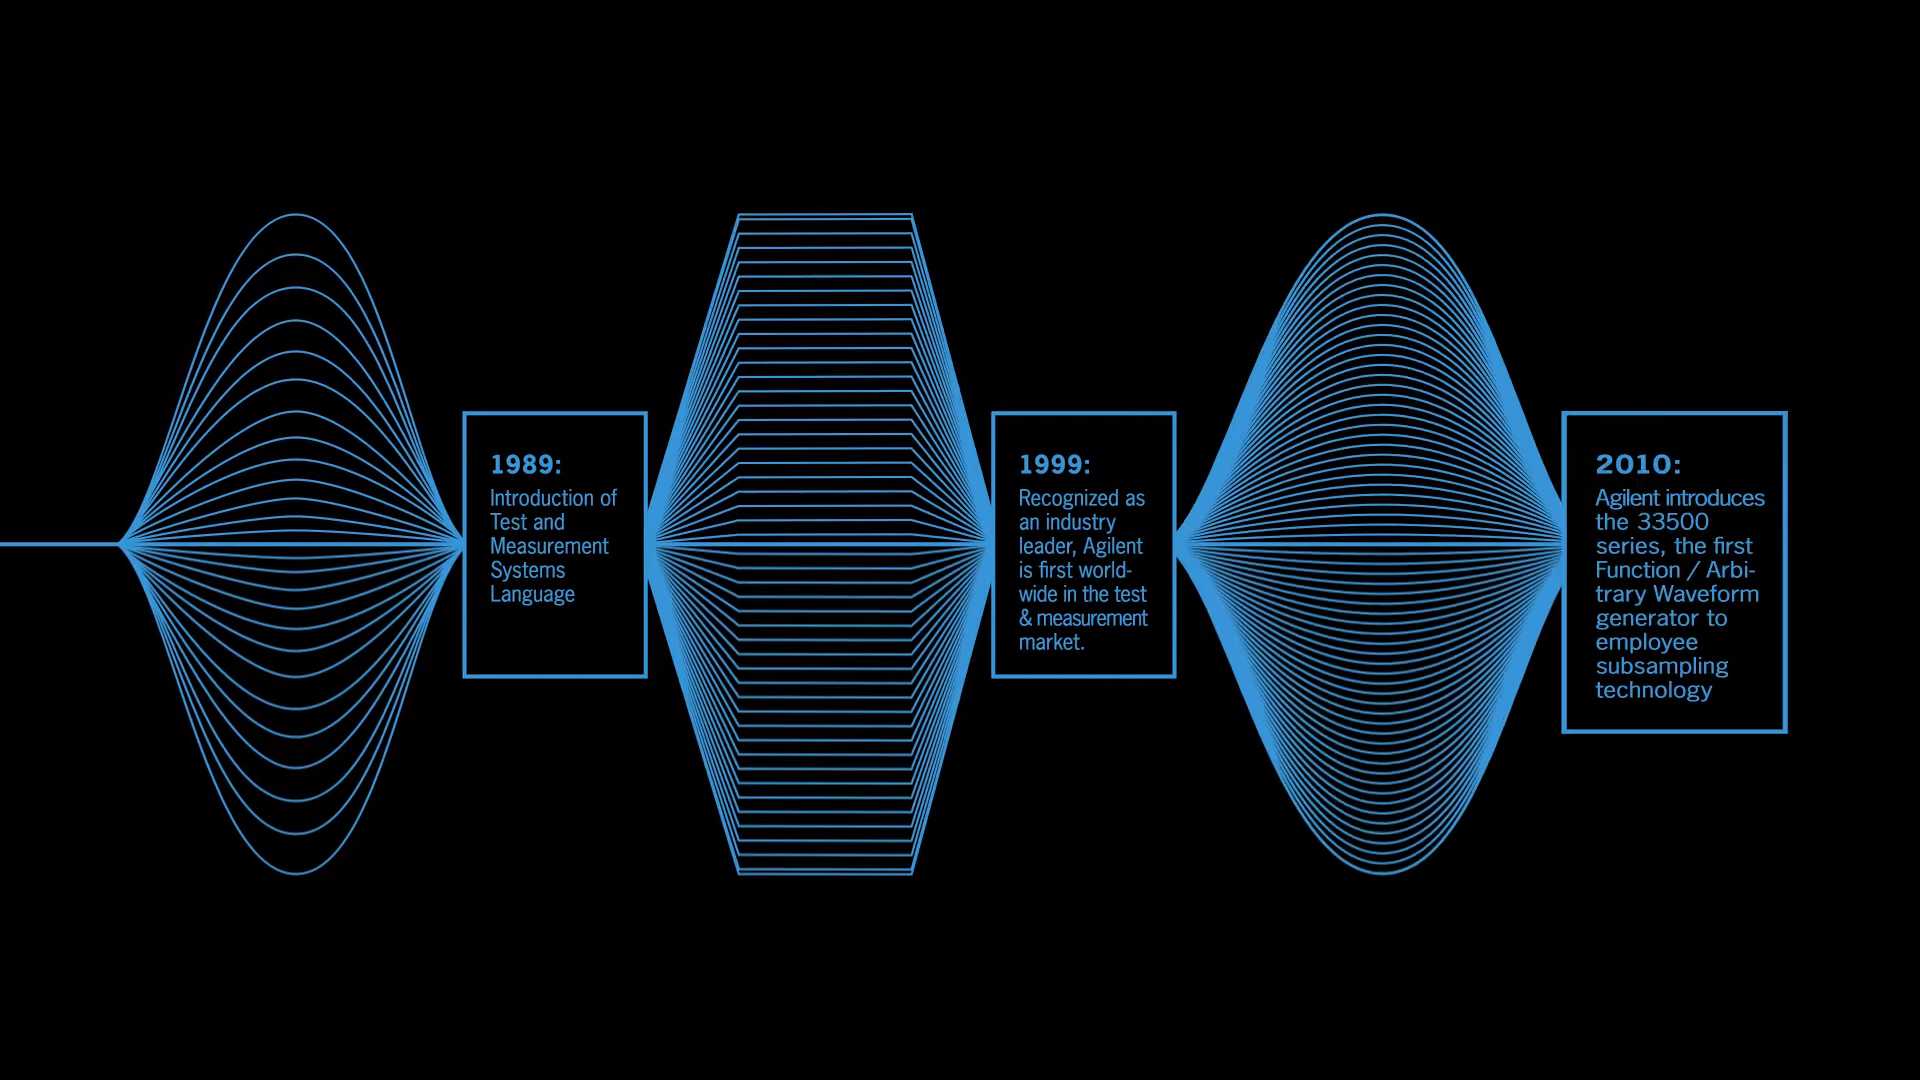 1989:
Introduction of
Test and
Measurement
Systems
Language
1999:
Recognized as
an industry
leader, Agilent
is first world-
wide in the test
& measurement
market.
2010:
Agilent introduces
the 33500
series, the first
Function / Arbi-
trary Waveform
generator to
employee
subsampling
technology